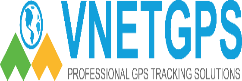 VNETGPS
PROFESSIONAL GPS TRACKING SOLUTIONS